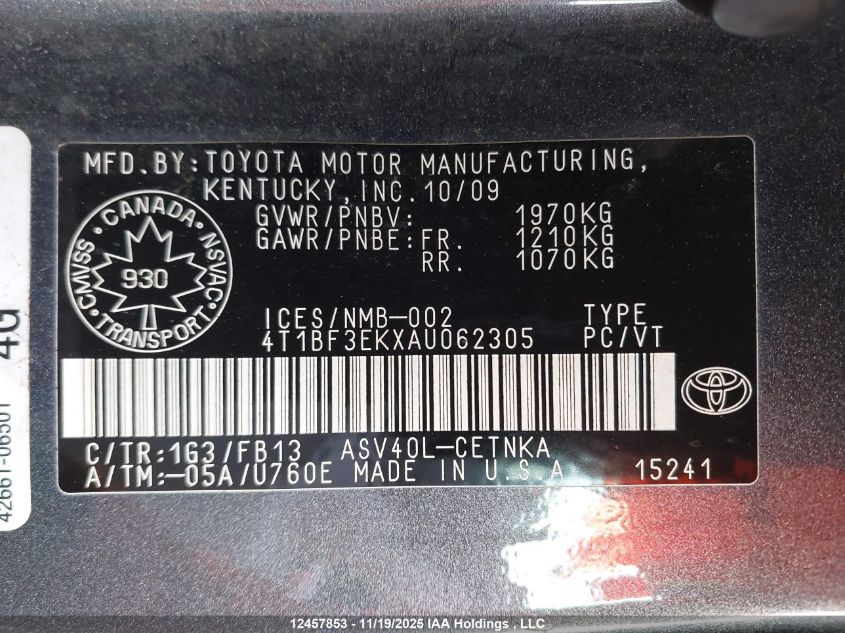 MFD.BY:TOYOTA MOTOR MANUFACTURING,
KENTUCKY,INC.10/09
GVWR/PNBV: 1970KG
GAWR/PNBE:FR. 1210KG
RR. 1070KG
CANADA
CMVSS NSVAC
930
TRANSPORT
ICES/NMB-002 TYPE
4T1BF3EKXAU062305 PC/VT
C/TR:1G3/FB13 ASV40L-CETNKA
A/TM:-05A/U760E MADE IN U.S.A 15241
4G
42661-06501
12457853 - 11/19/2025 IAA Holdings , LLC